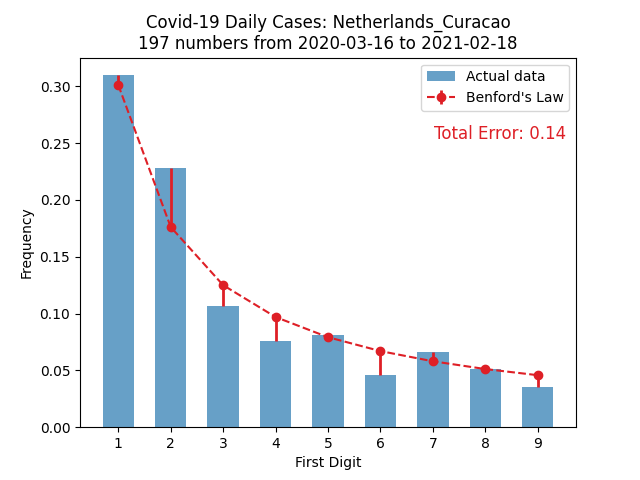 Covid-19 Daily Cases: Netherlands_Curacao
197 numbers from 2020-03-16 to 2021-02-18
Actual data
Benford's Law
Total Error: 0.14
Frequency
0.30
0.25
0.20
0.15
0.10
0.05
0.00
1 2 3 4 5 6 7 8 9
First Digit